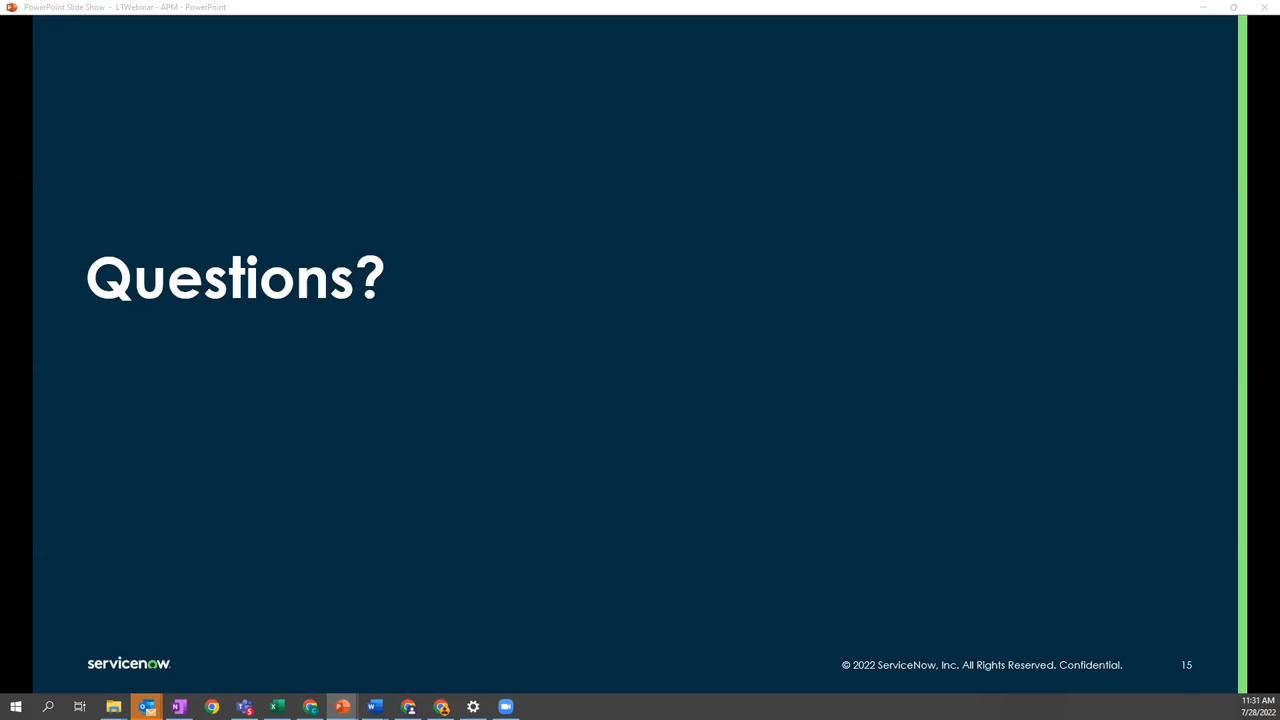 PowerPoint Slide Show - LTWebinar - APM - PowerPoint
Questions?
servicenow
© 2022 ServiceNow, Inc. All Rights Reserved. Confidential.
15
11:31 AM
7/28/2022